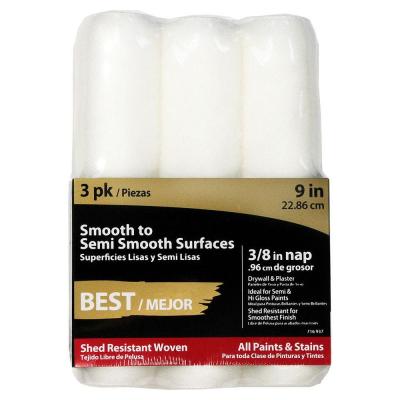 3 pk / Piezas
9 in
22.86 cm
Smooth to
Semi Smooth Surfaces
Superficies Lisas y Semi Lisas
BEST / MEJOR
3/8 in nap
.96 cm de grosor
Drywall & Plaster
Ideal for Semi &
Hi Gloss Paints
Shed Resistant for
Smoothest Finish
Shed Resistant Woven
Tejido Libre de Pelusa
All Paints & Stains
Para toda Clase de Pinturas y Tintes